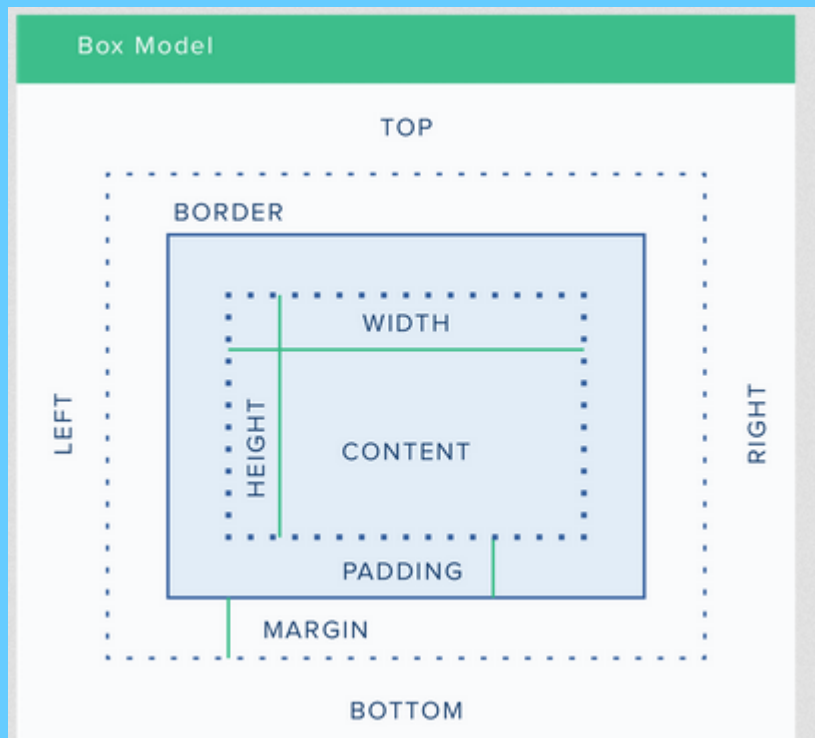 Box Model
TOP
BORDER
WIDTH
LEFT
HEIGHT
CONTENT
RIGHT
PADDING
MARGIN
BOTTOM